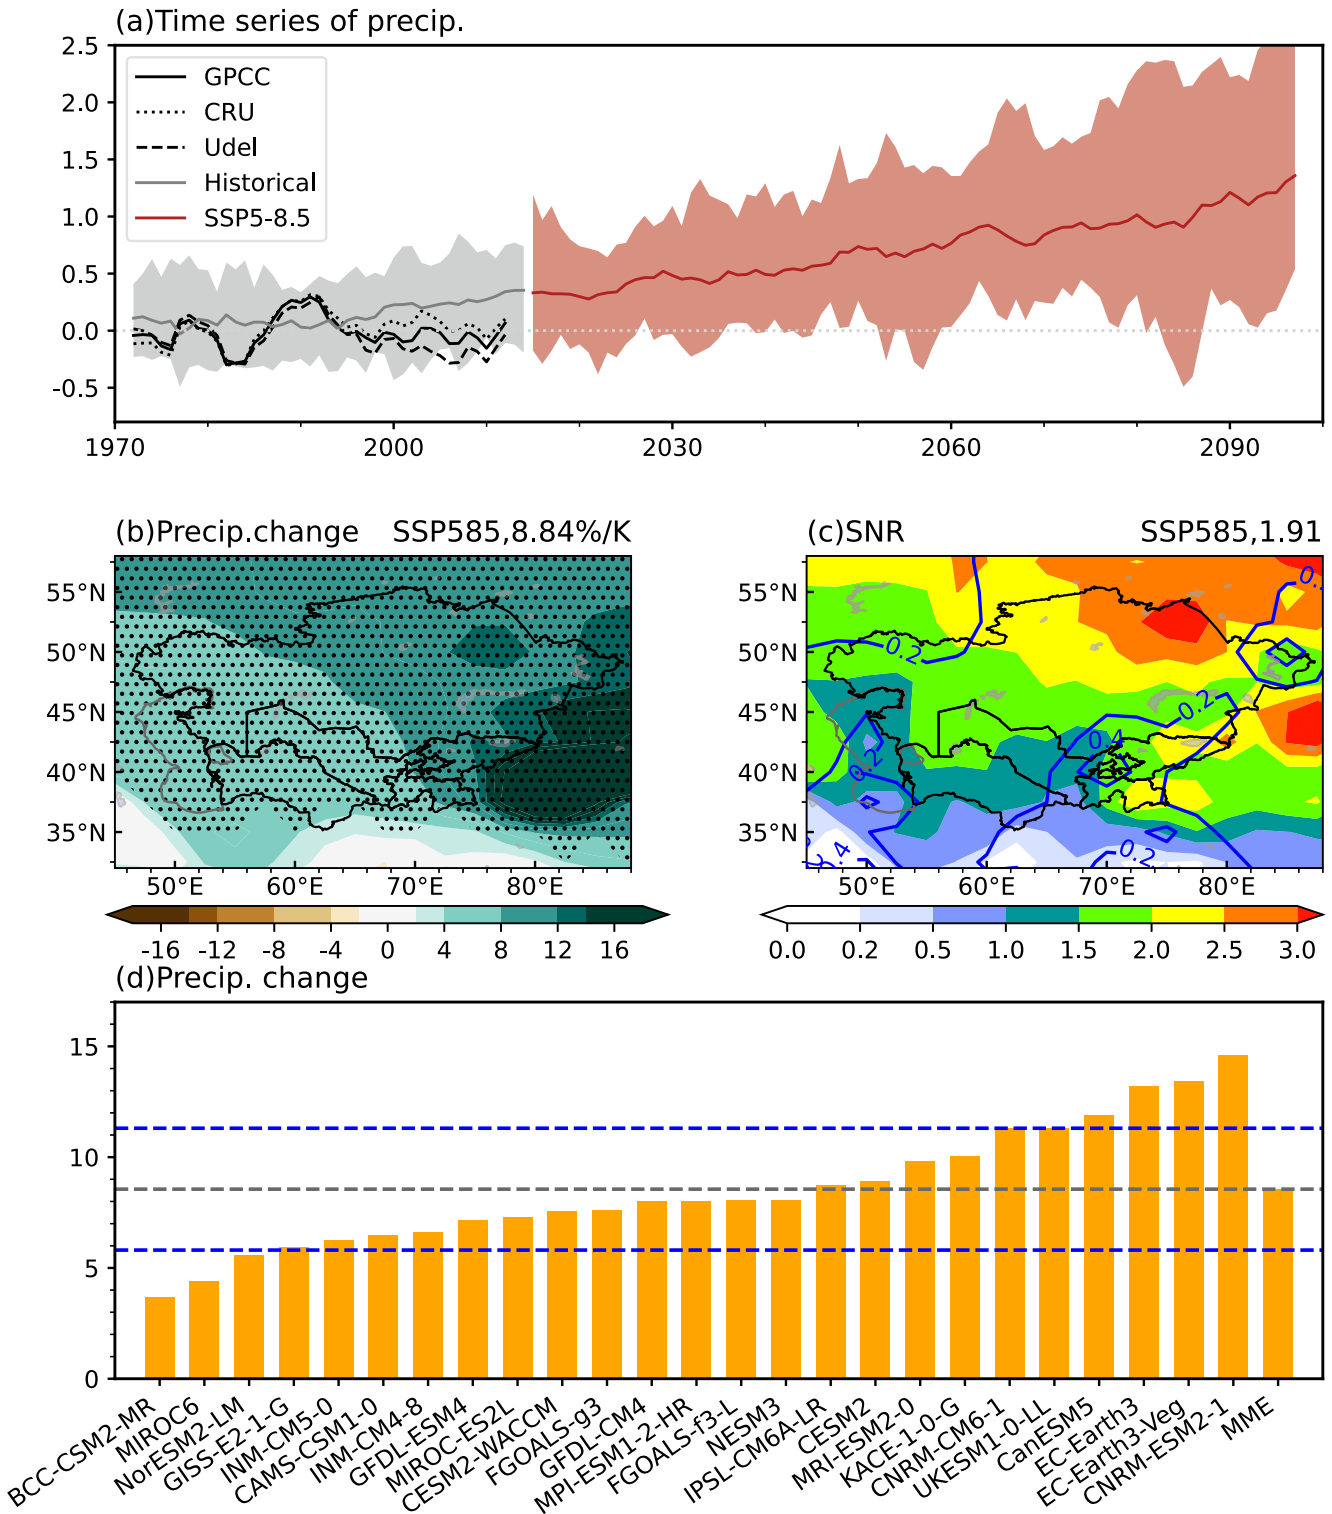 (a)Time series of precip.
2.5
2.0
1.5
1.0
0.5
0.0
-0.5
GPCC
CRU
Udel
Historical
SSP5-8.5
1970 2000 2030 2060 2090
(b)Precip.change SSP585,8.84%/K
55°N
50°N
45°N
40°N
35°N
50°E 60°E 70°E 80°E
-16 -12 -8 -4 0 4 8 12 16
(c)SNR SSP585,1.91
55°N
50°N
45°N
40°N
35°N
0.2
0.2
0.4
0.2
0.2
50°E 60°E 70°E 80°E
0.0 0.2 0.5 1.0 1.5 2.0 2.5 3.0
(d)Precip. change
15
10
5
0
BCC-CSM2-MR
MIROC6
NorESM2-LM
GISS-E2-1-G
INM-CM5-0
CAMS-CSM1-0
INM-CM4-8
GFDL-ESM4
MIROC-ES2L
CESM2-WACCM
FGOALS-g3
GFDL-CM4
MPI-ESM1-2-HR
FGOALS-f3-L
NESM3
IPSL-CM6A-LR
CESM2
MRI-ESM2-0
KACE-1-0-G
CNRM-CM6-1
UKESM1-0-LL
CanESM5
EC-Earth3
EC-Earth3-Veg
CNRM-ESM2-1
MME